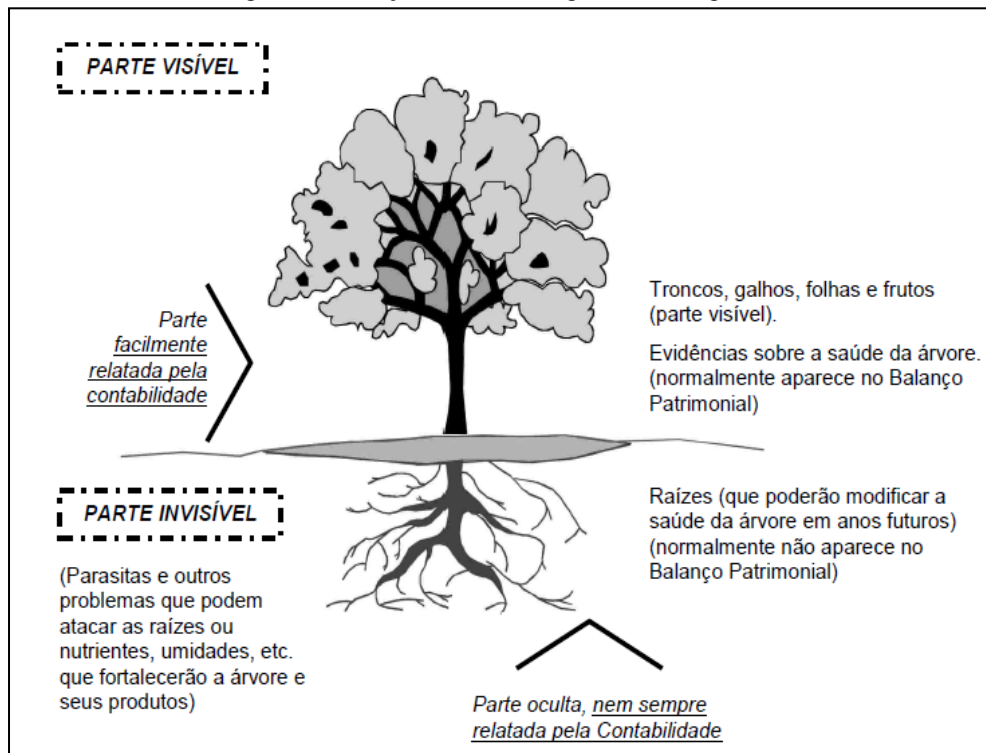 PARTE VISÍVEL
Parte
facilmente
relatada pela
contabilidade
Troncos, galhos, folhas e frutos
(parte visível).
Evidências sobre a saúde da árvore.
(normalmente aparece no Balanço
Patrimonial)
PARTE INVISÍVEL
(Parasitas e outros
problemas que podem
atacar as raízes ou
nutrientes, umidades, etc.
que fortalecerão a árvore e
seus produtos)
Raízes (que poderão modificar a
saúde da árvore em anos futuros)
(normalmente não aparece no
Balanço Patrimonial)
Parte oculta, nem sempre
relatada pela Contabilidade